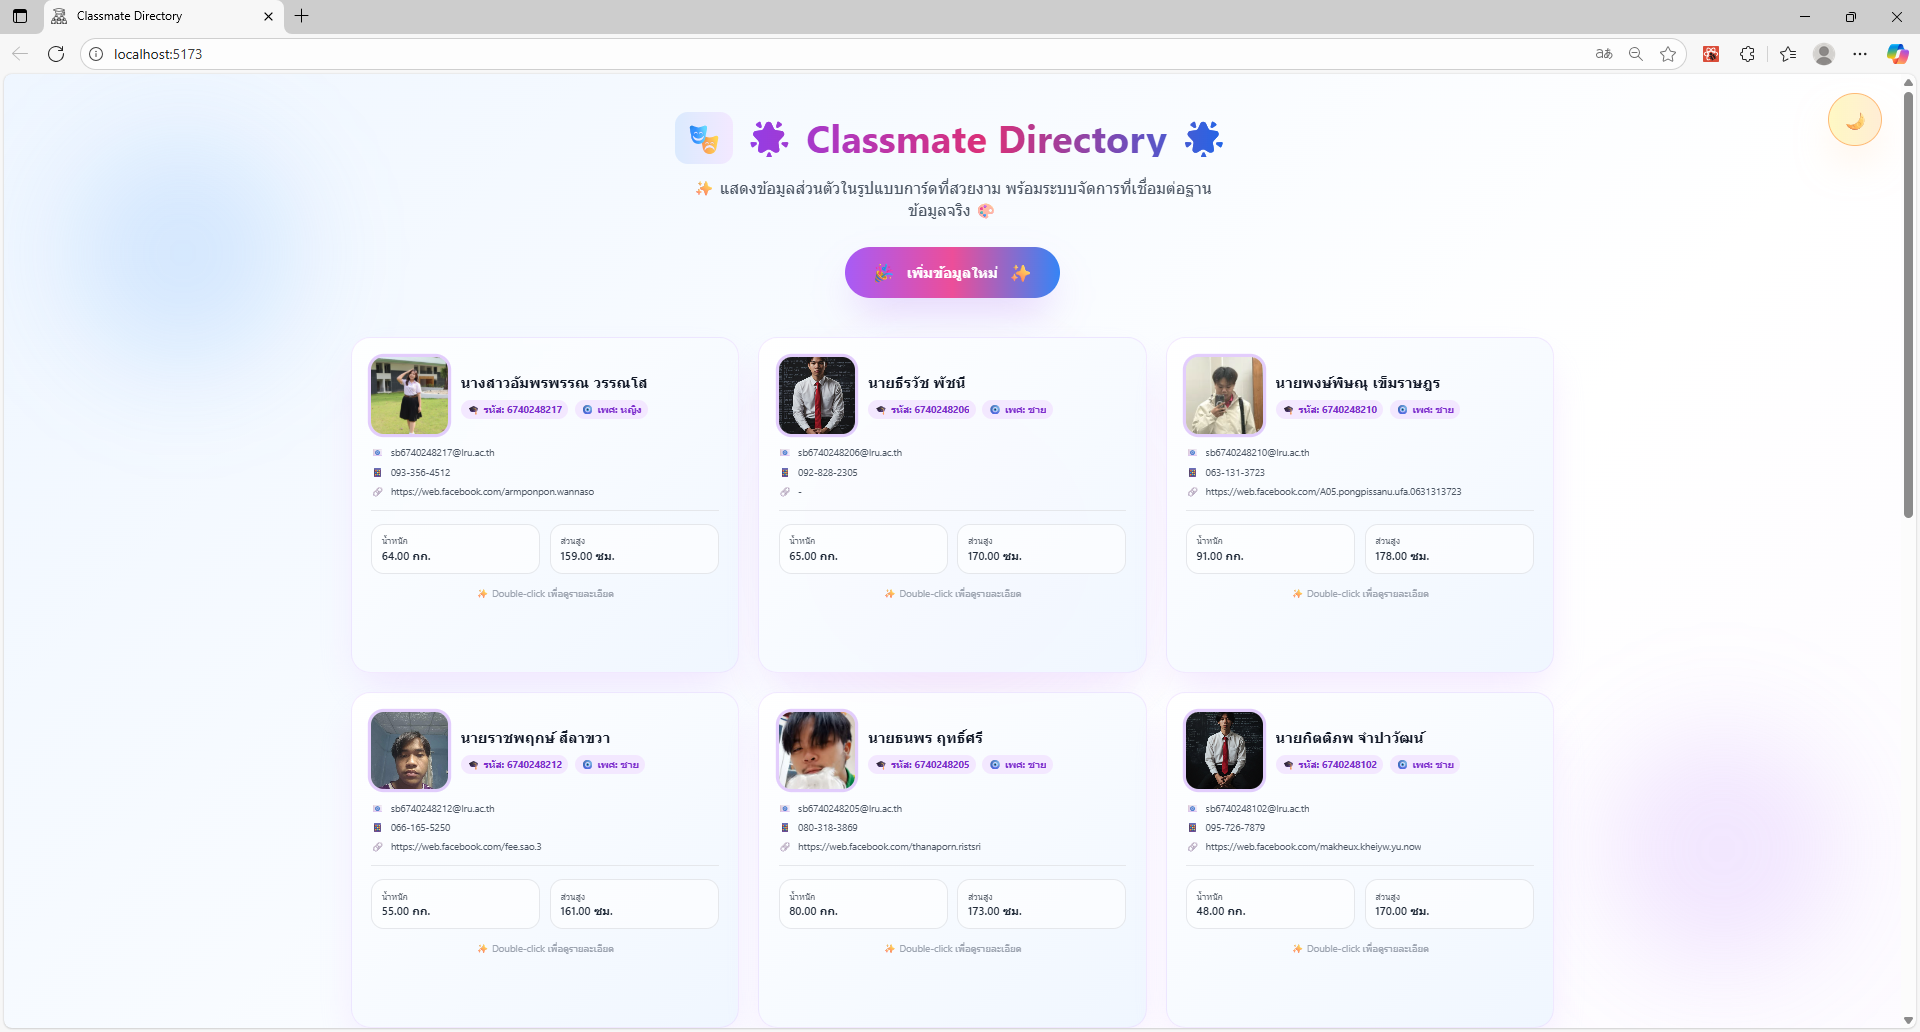 Classmate Directory
localhost:5173
Classmate Directory
แสดงข้อมูลส่วนตัวในรูปแบบการ์ดที่สวยงาม พร้อมระบบจัดการที่เชื่อมต่อฐาน
ข้อมูลจริง
เพิ่มข้อมูลใหม่
นางสาวอัมพรพรรณ วรรณโส
รหัส: 6740248217 เพศ: หญิง
sb6740248217@lru.ac.th
093-356-4512
https://web.facebook.com/armponpon.wannaso
น้ำหนัก
64.00 กก.
ส่วนสูง
159.00 ซม.
Double-click เพื่อดูรายละเอียด
นายธีรวัช พัชนี
รหัส: 6740248206 เพศ: ชาย
sb6740248206@lru.ac.th
092-828-2305
-
น้ำหนัก
65.00 กก.
ส่วนสูง
170.00 ซม.
Double-click เพื่อดูรายละเอียด
นายพงษ์พิษณุ เข็มราษฎร
รหัส: 6740248210 เพศ: ชาย
sb6740248210@lru.ac.th
063-131-3723
https://web.facebook.com/A05.pongpissanu.ufa.0631313723
น้ำหนัก
91.00 กก.
ส่วนสูง
178.00 ซม.
Double-click เพื่อดูรายละเอียด
นายราชพฤกษ์ สีลาขวา
รหัส: 6740248212 เพศ: ชาย
sb6740248212@lru.ac.th
066-165-5250
https://web.facebook.com/fee.sao.3
น้ำหนัก
55.00 กก.
ส่วนสูง
161.00 ซม.
Double-click เพื่อดูรายละเอียด
นายธนพร ฤทธิ์ศรี
รหัส: 6740248205 เพศ: ชาย
sb6740248205@lru.ac.th
080-318-3869
https://web.facebook.com/thanaporn.ristsri
น้ำหนัก
80.00 กก.
ส่วนสูง
173.00 ซม.
Double-click เพื่อดูรายละเอียด
นายกิตติภพ จำปาวัฒน์
รหัส: 6740248102 เพศ: ชาย
sb6740248102@lru.ac.th
095-726-7879
https://web.facebook.com/makheux.kheiyw.yu.now
น้ำหนัก
48.00 กก.
ส่วนสูง
170.00 ซม.
Double-click เพื่อดูรายละเอียด